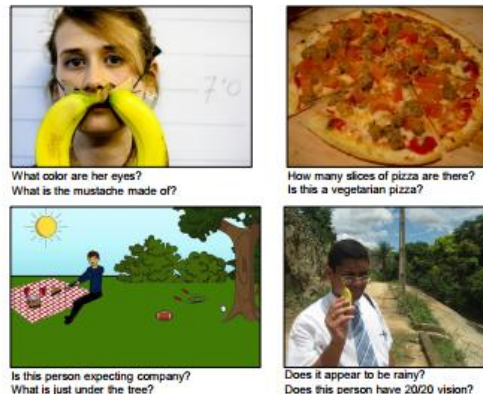 What color are her eyes?
What is the mustache made of?
How many slices of pizza are there?
Is this a vegetarian pizza?
Is this person expecting company?
What is just under the tree?
Does it appear to be rainy?
Does this person have 20/20 vision?